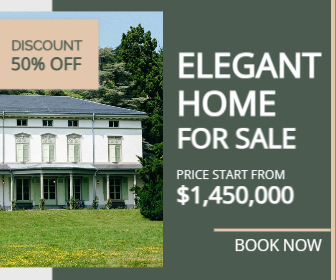 DISCOUNT
50% OFF
ELEGANT
HOME
FOR SALE
PRICE START FROM
$1,450,000
BOOK NOW